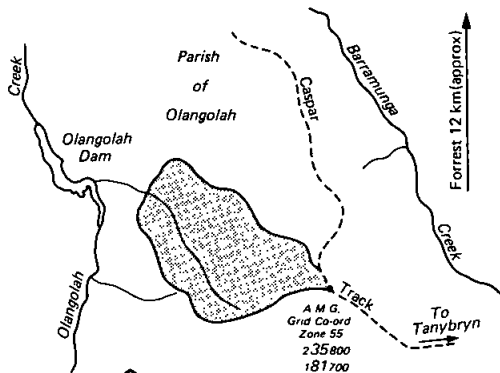 Creek
Parish
of
Olangolah
Caspar
Barramunga
Forrest 12 km (approx)
Olangolah
Dam
Creek
Olangolah
Track
A M G.
Grid Co-ord
Zone 55
235800
181700
To
Tanybryn